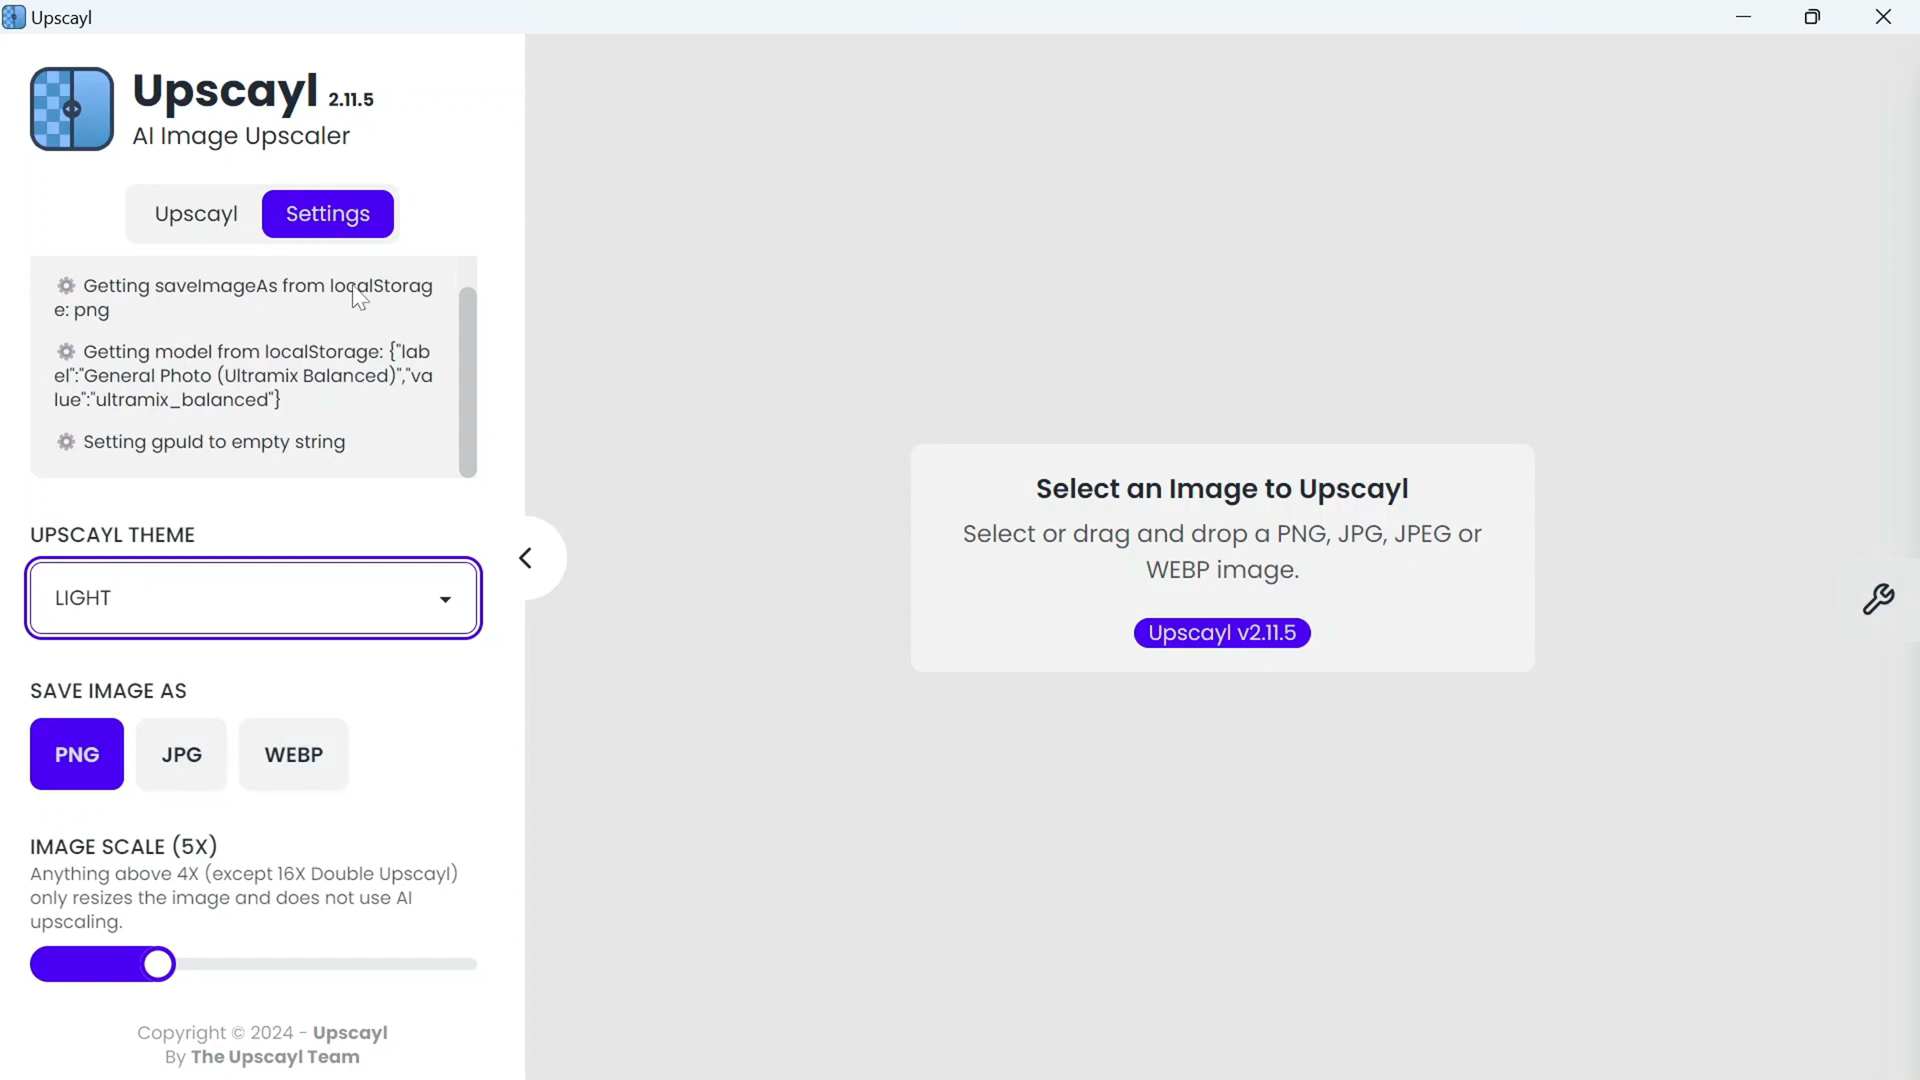 Upscayl
Upscayl 2.11.5
AI Image Upscaler
Upscayl
Settings
Getting saveImageAs from localStorag
e: png
Getting model from localStorage: {"lab
el":"General Photo (Ultramix Balanced)","va
lue":"ultramix_balanced"}
Setting gpuId to empty string
UPSCAYL THEME
LIGHT
SAVE IMAGE AS
PNG
JPG
WEBP
IMAGE SCALE (5X)
Anything above 4X (except 16X Double Upscayl)
only resizes the image and does not use AI
upscaling.
Copyright © 2024 - Upscayl
By The Upscayl Team
Select an Image to Upscayl
Select or drag and drop a PNG, JPG, JPEG or
WEBP image.
Upscayl v2.11.5